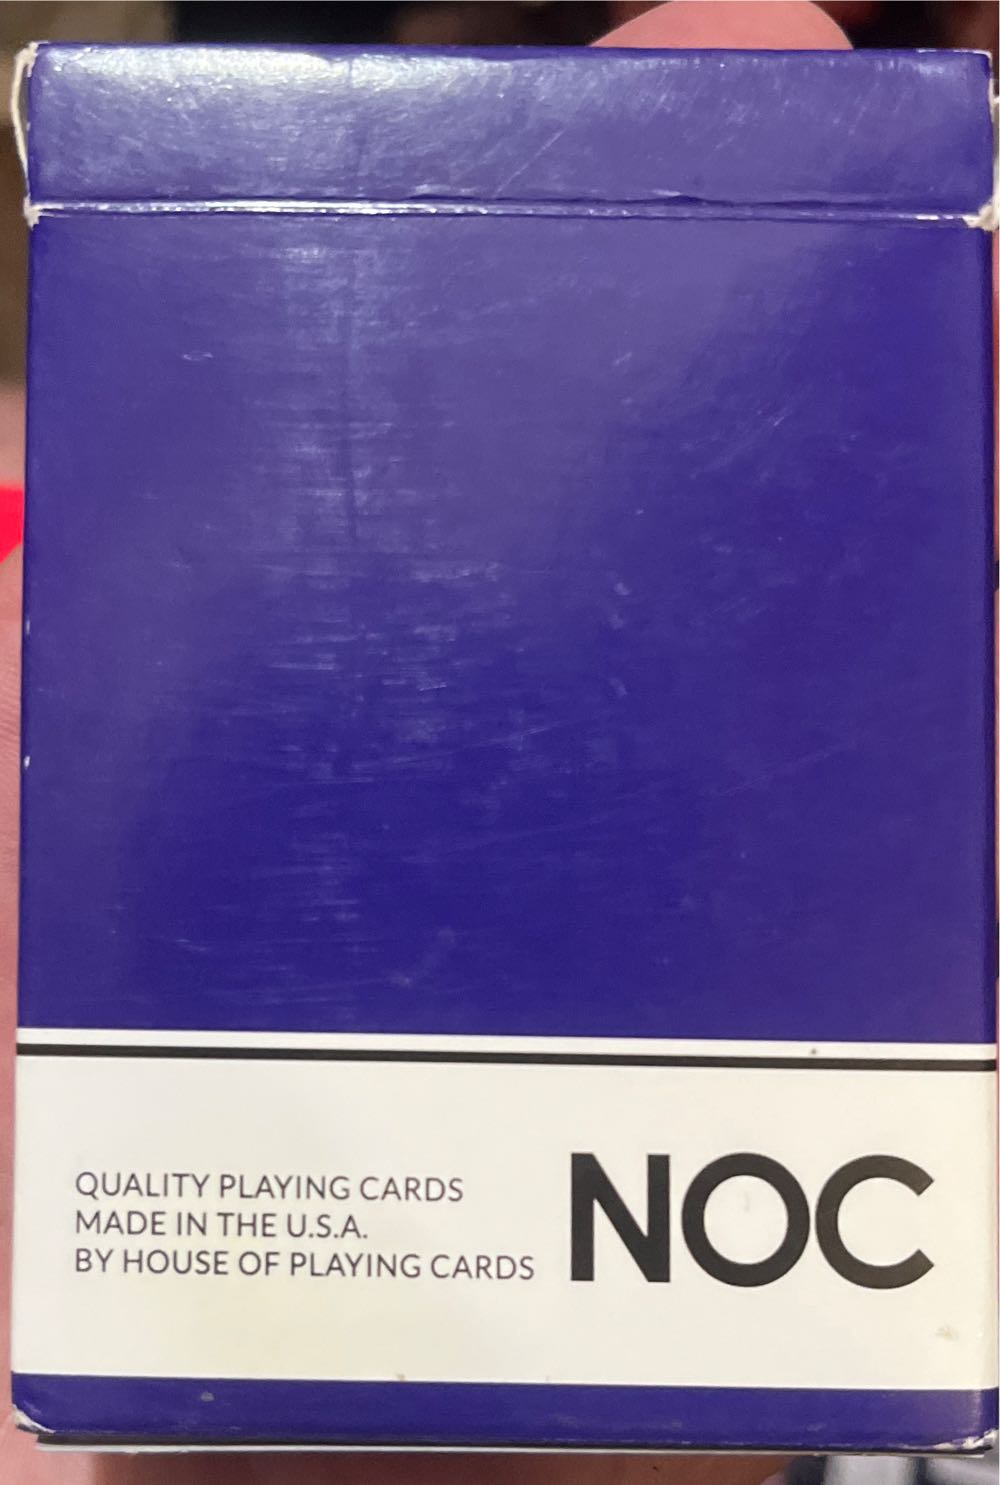 QUALITY PLAYING CARDS
MADE IN THE U.S.A.
BY HOUSE OF PLAYING CARDS
NOC